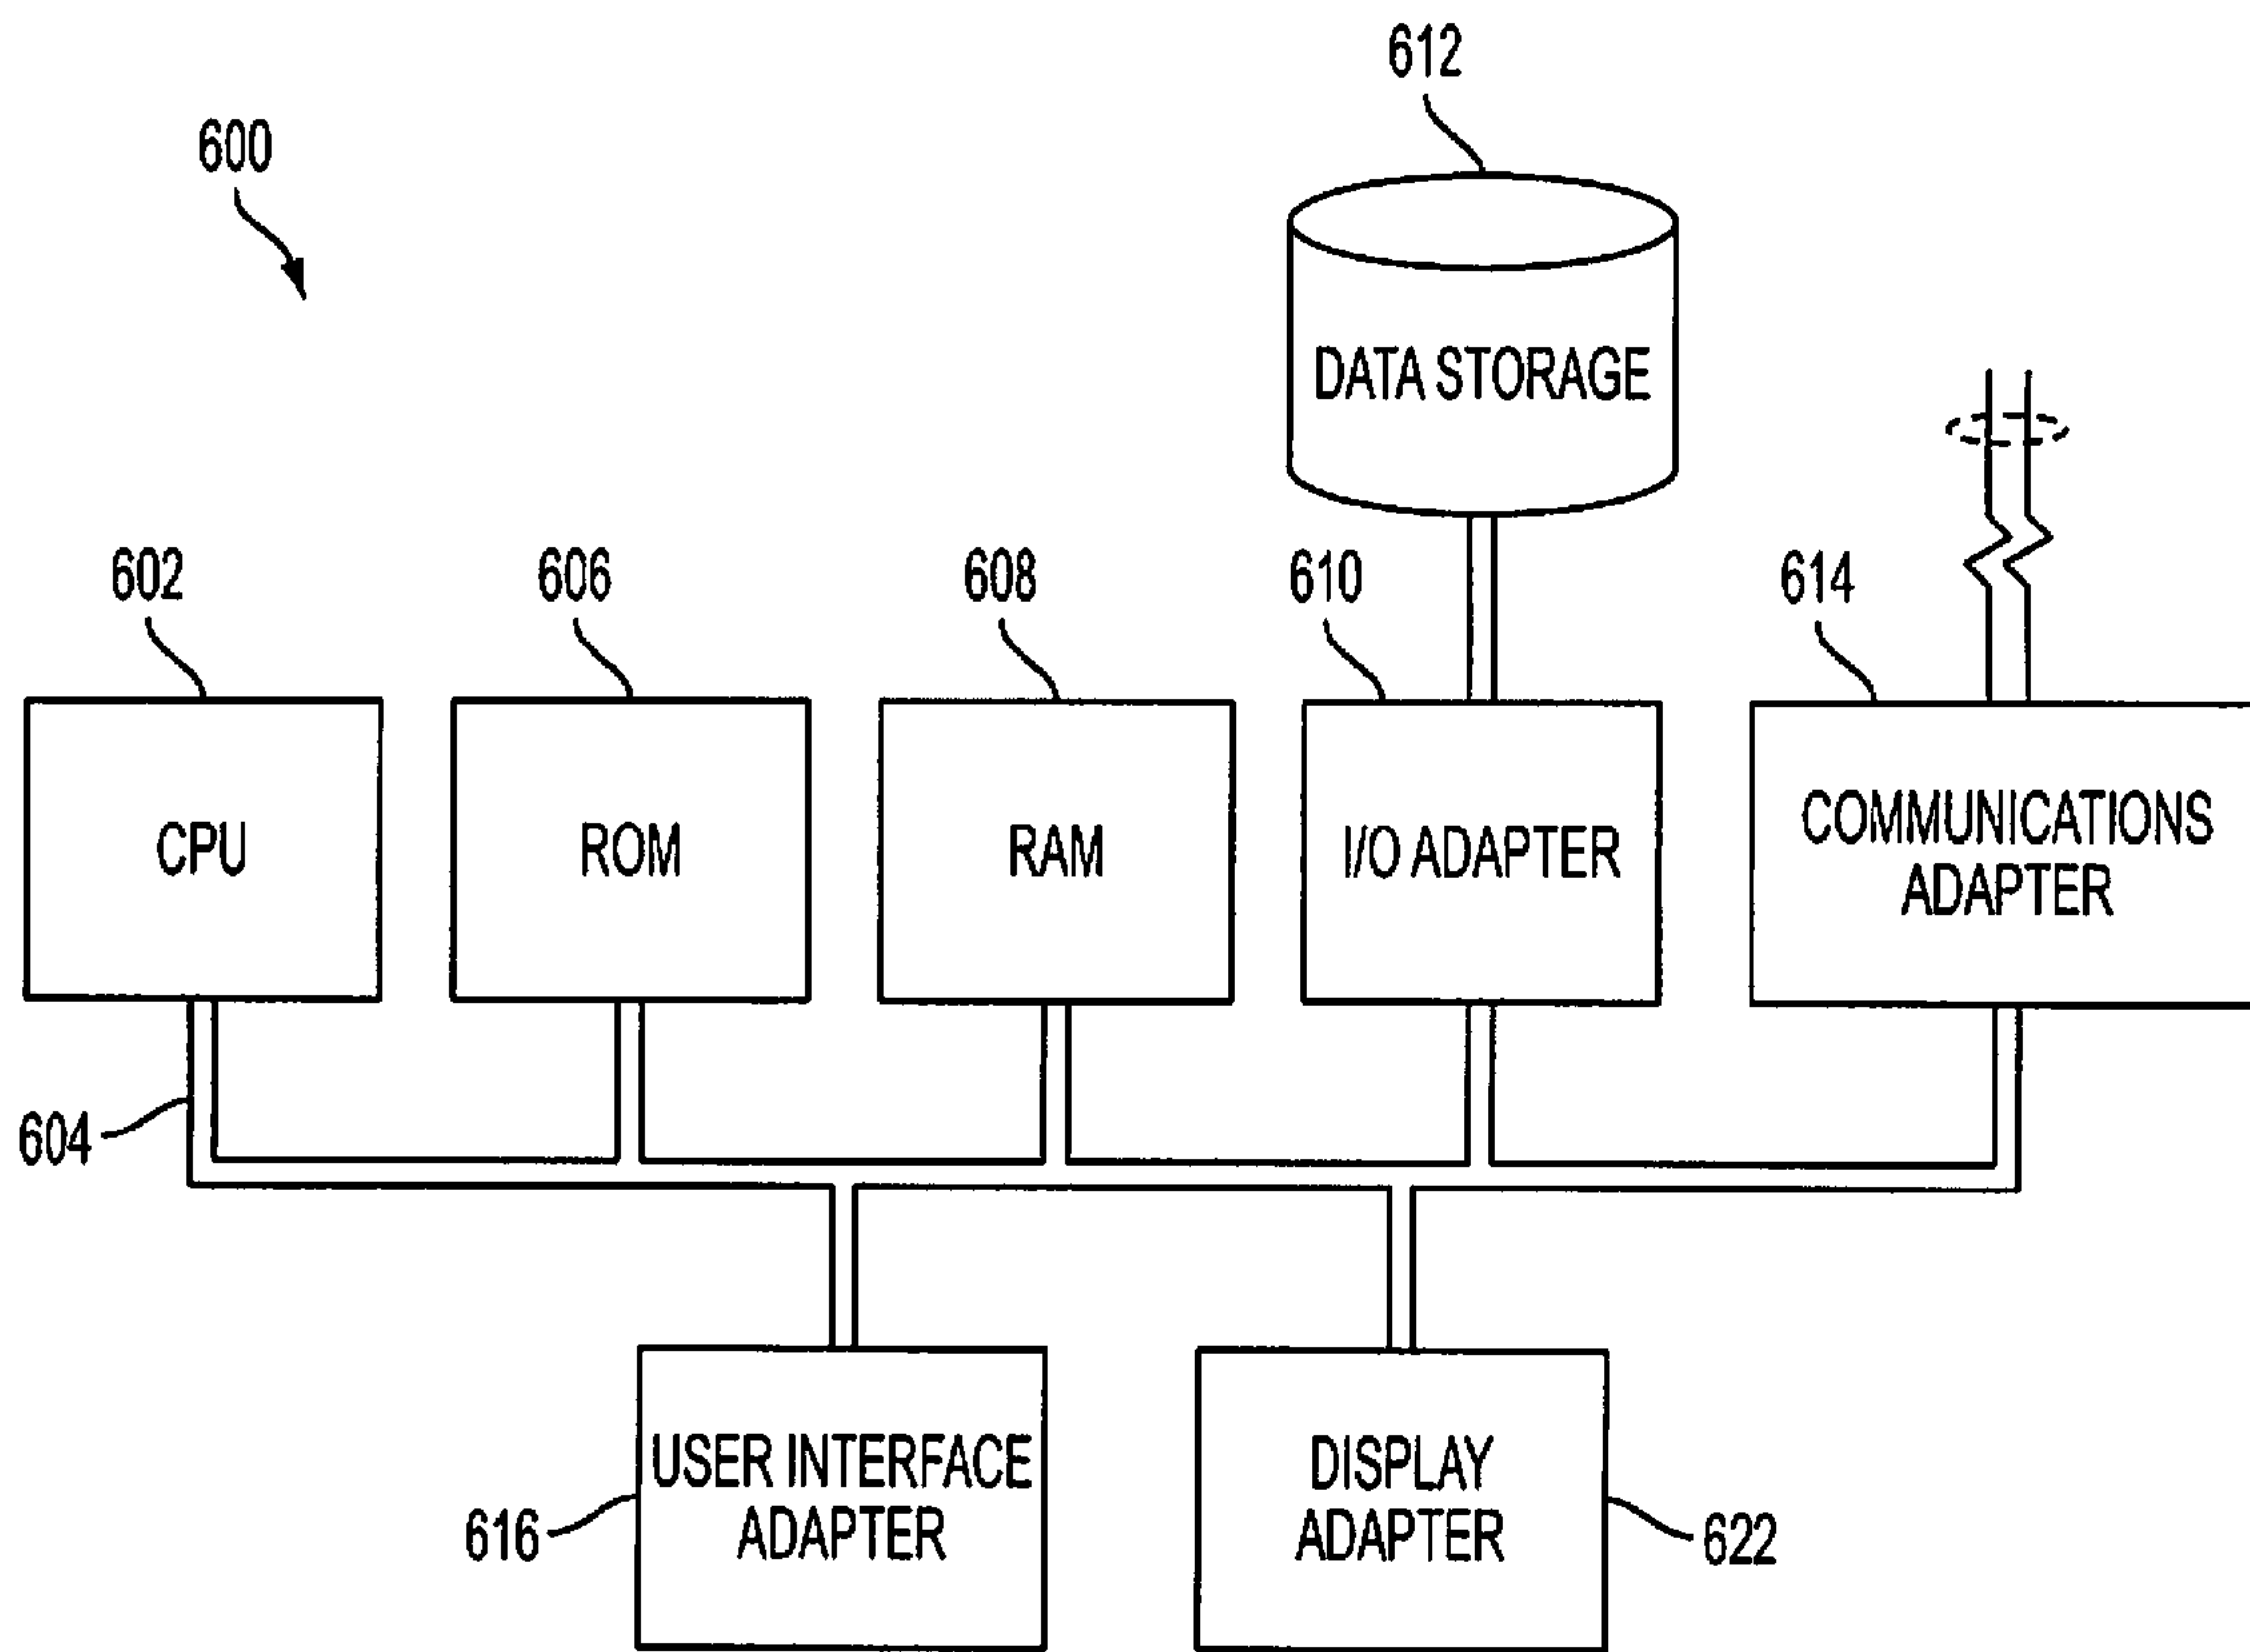 612
600
DATA STORAGE
602
606
608
610
614
CPU
ROM
RAM
I/O ADAPTER
COMMUNICATIONS
ADAPTER
604
USER INTERFACE
ADAPTER
DISPLAY
ADAPTER
616
622